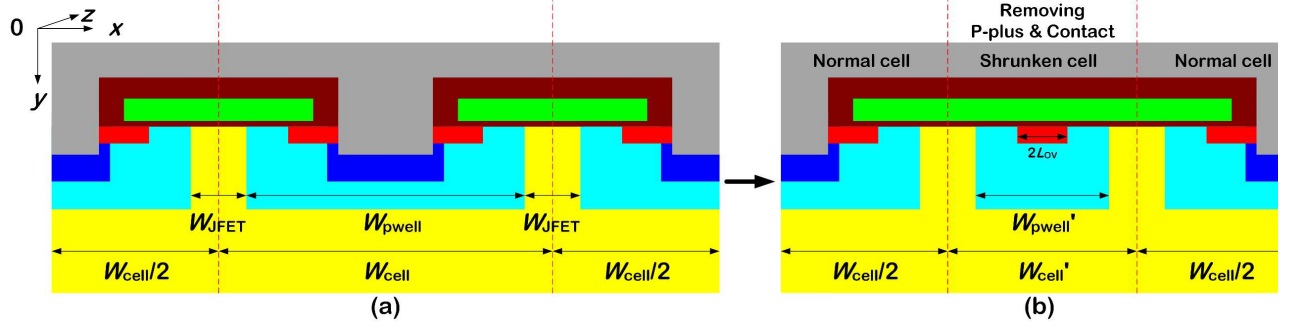 0
z
x
y
W_JFET
W_pwell
W_JFET
W_cell/2
W_cell
W_cell/2
(a)
Removing
P-plus & Contact
Normal cell
Shrunken cell
Normal cell
2L_OV
W_pwell'
W_cell/2
W_cell'
W_cell/2
(b)